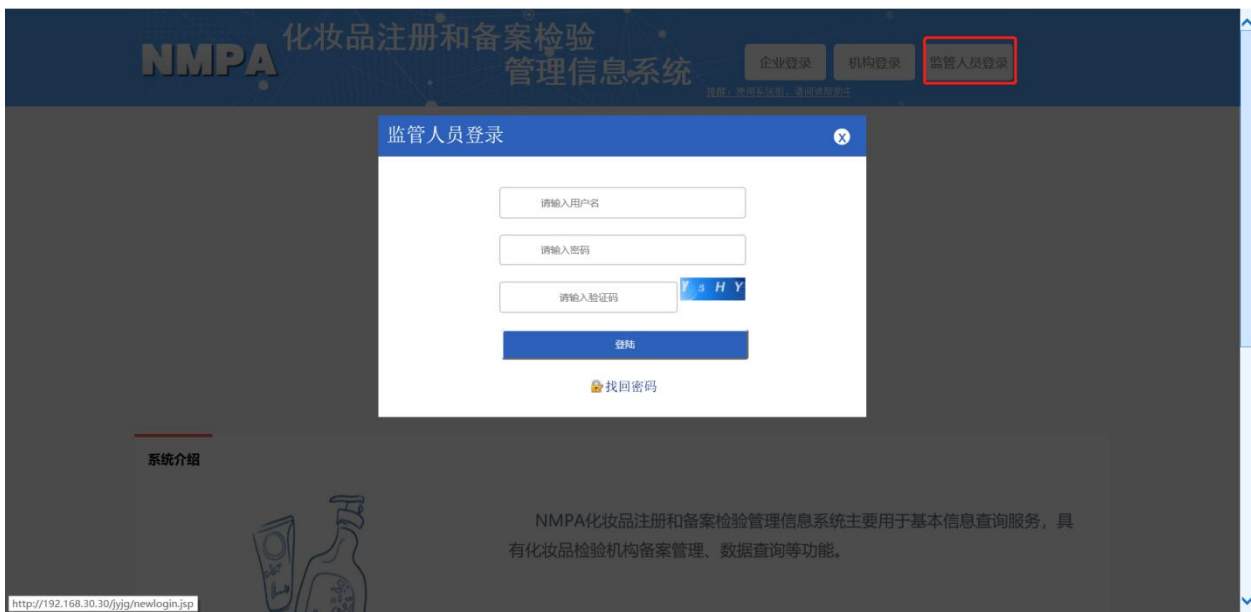 NMPA
化妆品注册和备案检验
管理信息系统
企业登录
机构登录
监管人员登录
监管人员登录
请输入用户名
请输入密码
请输入验证码
Y s H Y
登陆
找回密码
系统介绍
NMPA化妆品注册和备案检验管理信息系统主要用于基本信息查询服务，具
有化妆品检验机构备案管理、数据查询等功能。
http://192.168.30.30/jyjg/newlogin.jsp